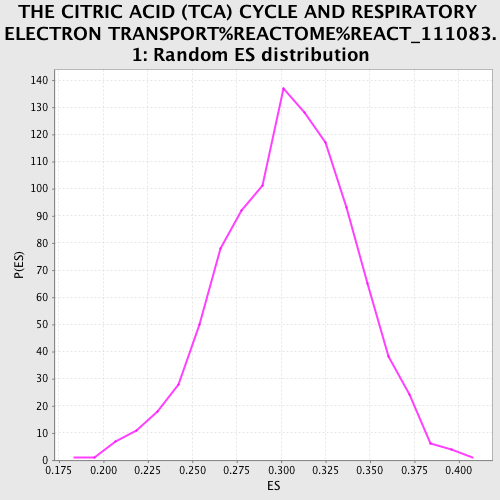 THE CITRIC ACID (TCA) CYCLE AND RESPIRATORY
ELECTRON TRANSPORT%REACTOME%REACT_111083.
1: Random ES distribution
140
130
120
110
100
90
80
70
60
50
40
30
20
10
0
P(ES)
0.175 0.200 0.225 0.250 0.275 0.300 0.325 0.350 0.375 0.400
ES